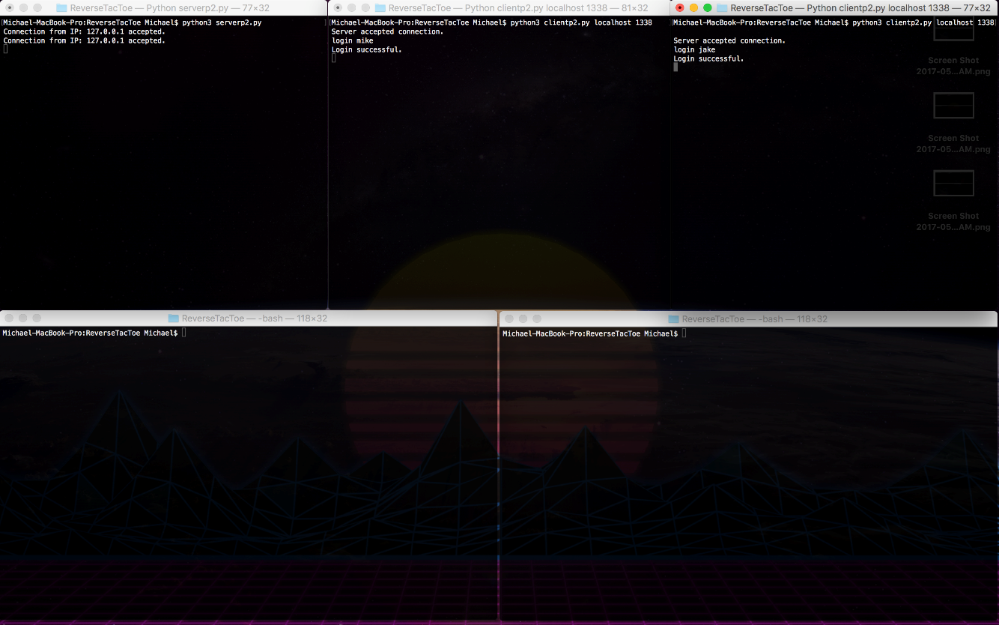 ReverseTacToe — Python serverp2.py — 77×32
[Michael-MacBook-Pro:ReverseTacToe Michael$ python3 serverp2.py ]
Connection from IP: 127.0.0.1 accepted.
Connection from IP: 127.0.0.1 accepted.
ReverseTacToe — Python clientp2.py localhost 1338 — 81×32
[Michael-MacBook-Pro:ReverseTacToe Michael$ python3 clientp2.py localhost 1338
Server accepted connection.
login mike
Login successful.
ReverseTacToe — Python clientp2.py localhost 1338 — 77×32
[Michael-MacBook-Pro:ReverseTacToe Michael$ python3 clientp2.py localhost 1338]
Server accepted connection.
login jake
Login successful.
Screen Shot
2017-05...AM.png
Screen Shot
2017-05...AM.png
Screen Shot
2017-05...AM.png
ReverseTacToe — -bash — 118×32
Michael-MacBook-Pro:ReverseTacToe Michael$
ReverseTacToe — -bash — 118×32
Michael-MacBook-Pro:ReverseTacToe Michael$